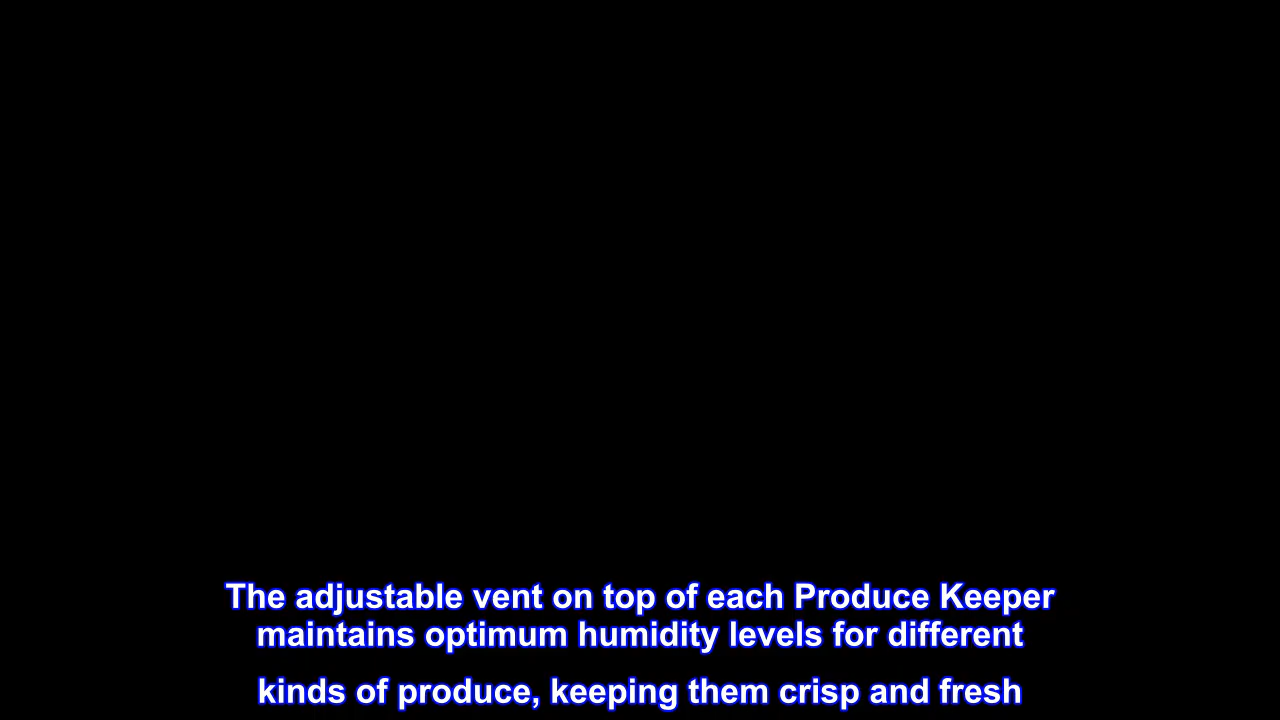 The adjustable vent on top of each Produce Keeper
maintains optimum humidity levels for different
kinds of produce, keeping them crisp and fresh